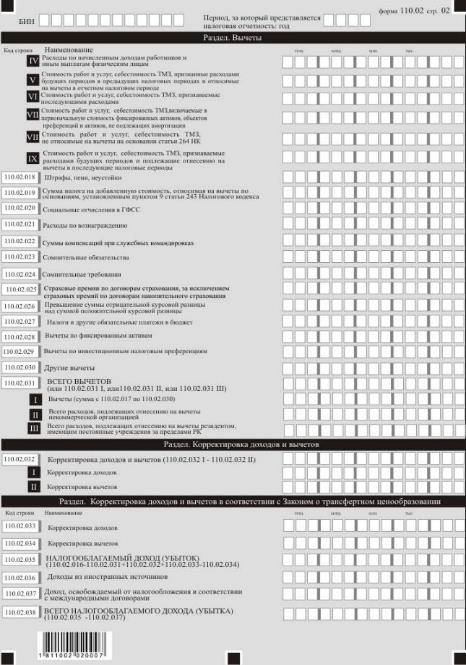 форма 110.02 стр. 02
БИН
Период, за который представляется
налоговая отчетность: год
Раздел. Вычеты
Код строки Наименование
IV Расходы по начисленным доходам работников и
иным выплатам физическим лицам
V Стоимость работ и услуг, себестоимость ТМЗ, признанные расходами
будущих периодов в предыдущих налоговых периодах и относимые
на вычеты в отчетном налоговом периоде
VI Стоимость работ и услуг, себестоимость ТМЗ, признаваемые
последующими расходами
VII Стоимость работ и услуг, себестоимость ТМЗ,включаемые в
первоначальную стоимость фиксированных активов, объектов
преференций и активов, не подлежащих амортизации
VII Стоимость работ и услуг, себестоимость ТМЗ,
не относимые на вычеты на основании статьи 264 НК
IX Стоимость работ и услуг, себестоимость ТМЗ, признаваемые
расходами будущих периодов и подлежащие отнесению на
вычеты в последующие налоговые периоды
110.02.018 Штрафы, пени, неустойки
110.02.019 Сумма налога на добавленную стоимость, относимая на вычеты по
основаниям, установленным пунктом 9 статьи 243 Налогового кодекса
110.02.020 Социальные отчисления в ГФСС
110.02.021 Расходы по вознаграждению
110.02.022 Суммы компенсаций при служебных командировках
110.02.023 Сомнительные обязательства
110.02.024 Сомнительные требования
110.02.025 Страховые премии по договорам страхования, за исключением
страховых премий по договорам накопительного страхования
110.02.026 Превышение суммы отрицательной курсовой разницы
над суммой положительной курсовой разницы
110.02.027 Налоги и другие обязательные платежи в бюджет
110.02.028 Вычеты по фиксированным активам
110.02.029 Вычеты по инвестиционным налоговым преференциям
110.02.030 Другие вычеты
110.02.031 ВСЕГО ВЫЧЕТОВ
(или 110.02.031 I, или110.02.031 II, или 110.02.031 III)
I Вычеты (сумма с 110.02.017 по 110.02.030)
II Всего расходов, подлежащих отнесению на вычеты
некоммерческой организацией
III Всего расходов, подлежащих отнесению на вычеты резидентом,
имеющим постоянные учреждения за пределами РК
Раздел. Корректировка доходов и вычетов
110.02.032 Корректировка доходов и вычетов (110.02.032 I - 110.02.032 II)
I Корректировка доходов
II Корректировка вычетов
Раздел. Корректировка доходов и вычетов в соответствии с Законом о трансфертном ценообразовании
Код строки Наименование
110.02.033 Корректировка доходов
110.02.034 Корректировка вычетов
110.02.035 НАЛОГООБЛАГАЕМЫЙ ДОХОД (УБЫТОК)
(110.02.016-110.02.031+110.02.032+110.02.033-110.02.034)
110.02.036 Доходы из иностранных источников
110.02.037 Доход, освобождаемый от налогообложения в соответствии
с международными договорами
110.02.038 ВСЕГО НАЛОГООБЛАГАЕМОГО ДОХОДА (УБЫТКА)
(110.02.035 -110.02.037)
1811002020007